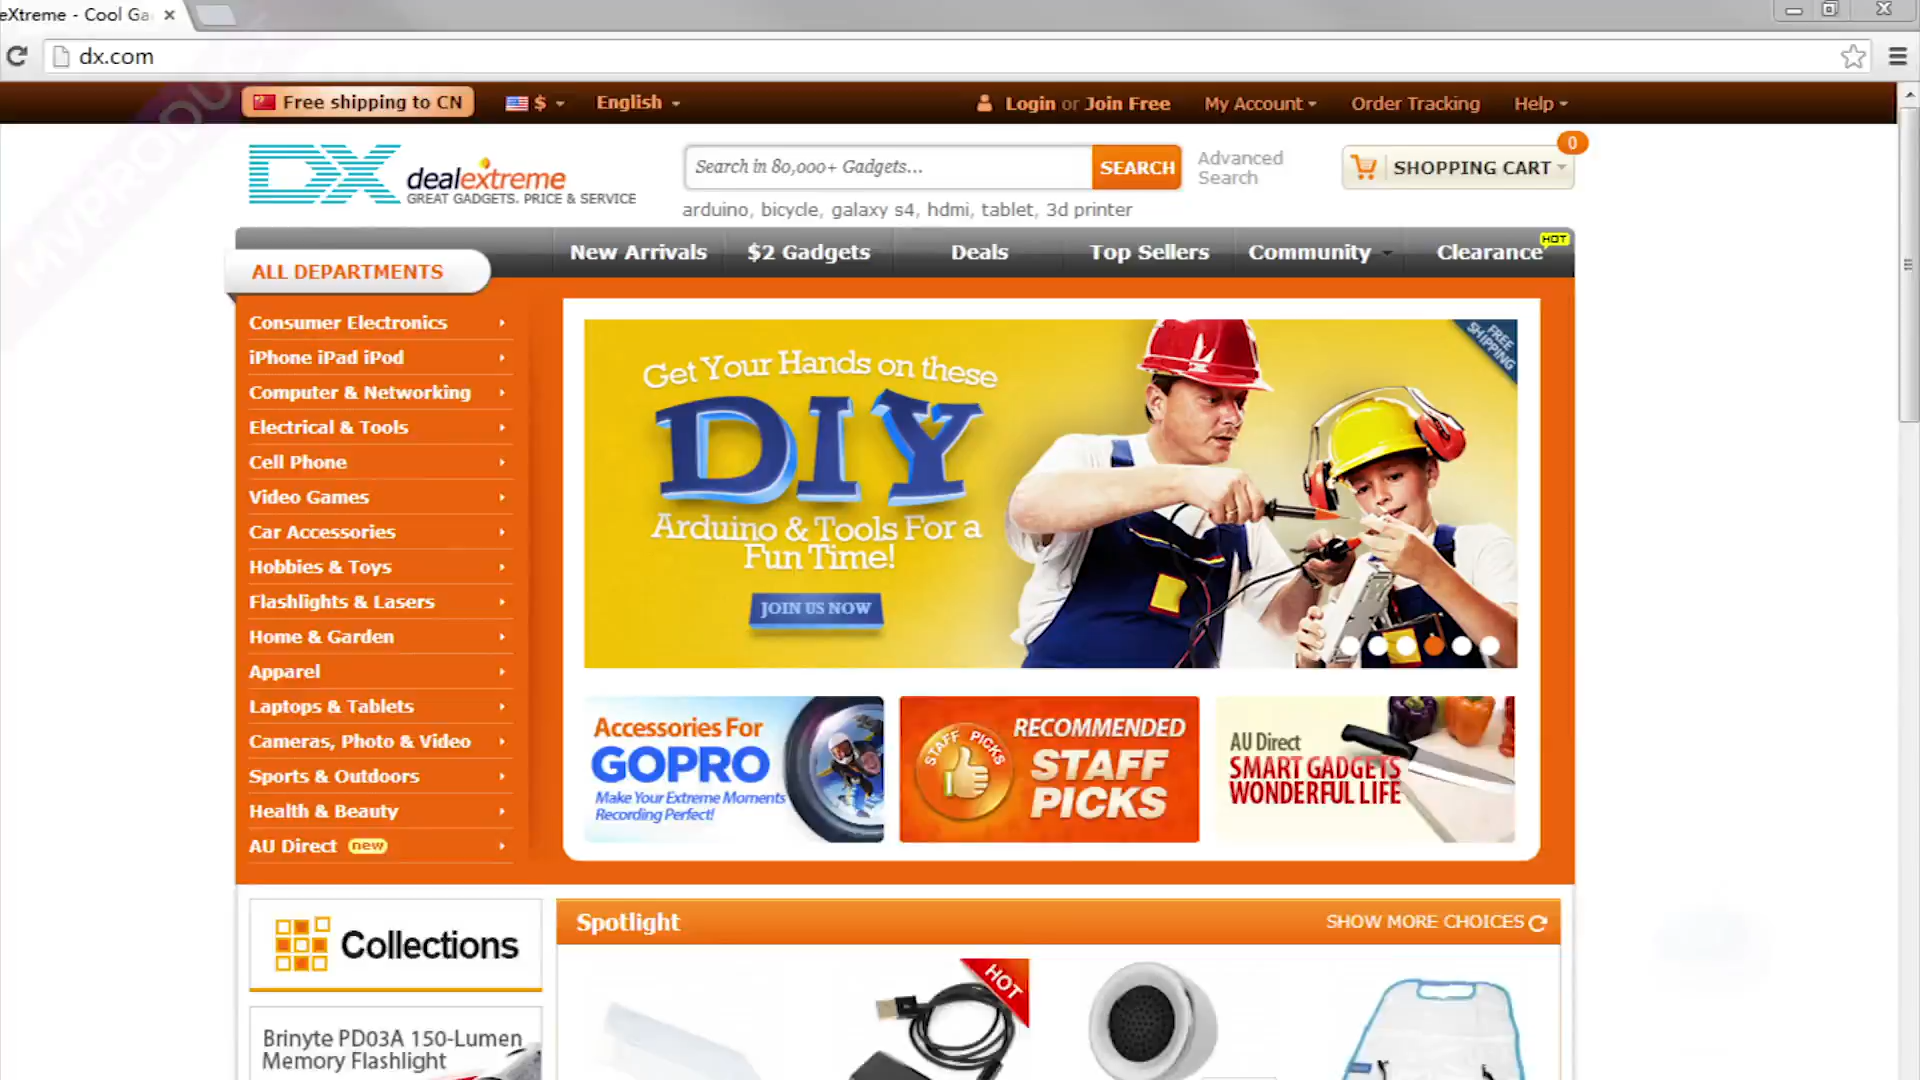 eXtreme - Cool Ga
dx.com
MYPRODU
Free shipping to CN
$
English
Login or Join Free
My Account
Order Tracking
Help
DX dealextreme
GREAT GADGETS. PRICE & SERVICE
Search in 80,000+ Gadgets...
SEARCH
Advanced
Search
0
SHOPPING CART
arduino, bicycle, galaxy s4, hdmi, tablet, 3d printer
ALL DEPARTMENTS
New Arrivals
$2 Gadgets
Deals
Top Sellers
Community
Clearance
HOT
Consumer Electronics
iPhone iPad iPod
Computer & Networking
Electrical & Tools
Cell Phone
Video Games
Car Accessories
Hobbies & Toys
Flashlights & Lasers
Home & Garden
Apparel
Laptops & Tablets
Cameras, Photo & Video
Sports & Outdoors
Health & Beauty
AU Direct new
Get Your Hands on these
DIY
Arduino & Tools For a
Fun Time!
JOIN US NOW
FREE
SHIPPING
Accessories For
GOPRO
Make Your Extreme Moments
Recording Perfect!
STAFF PICKS
RECOMMENDED
STAFF
PICKS
AU Direct
SMART GADGETS
WONDERFUL LIFE
Collections
Spotlight
SHOW MORE CHOICES
HOT
Brinyte PD03A 150-Lumen
Memory Flashlight